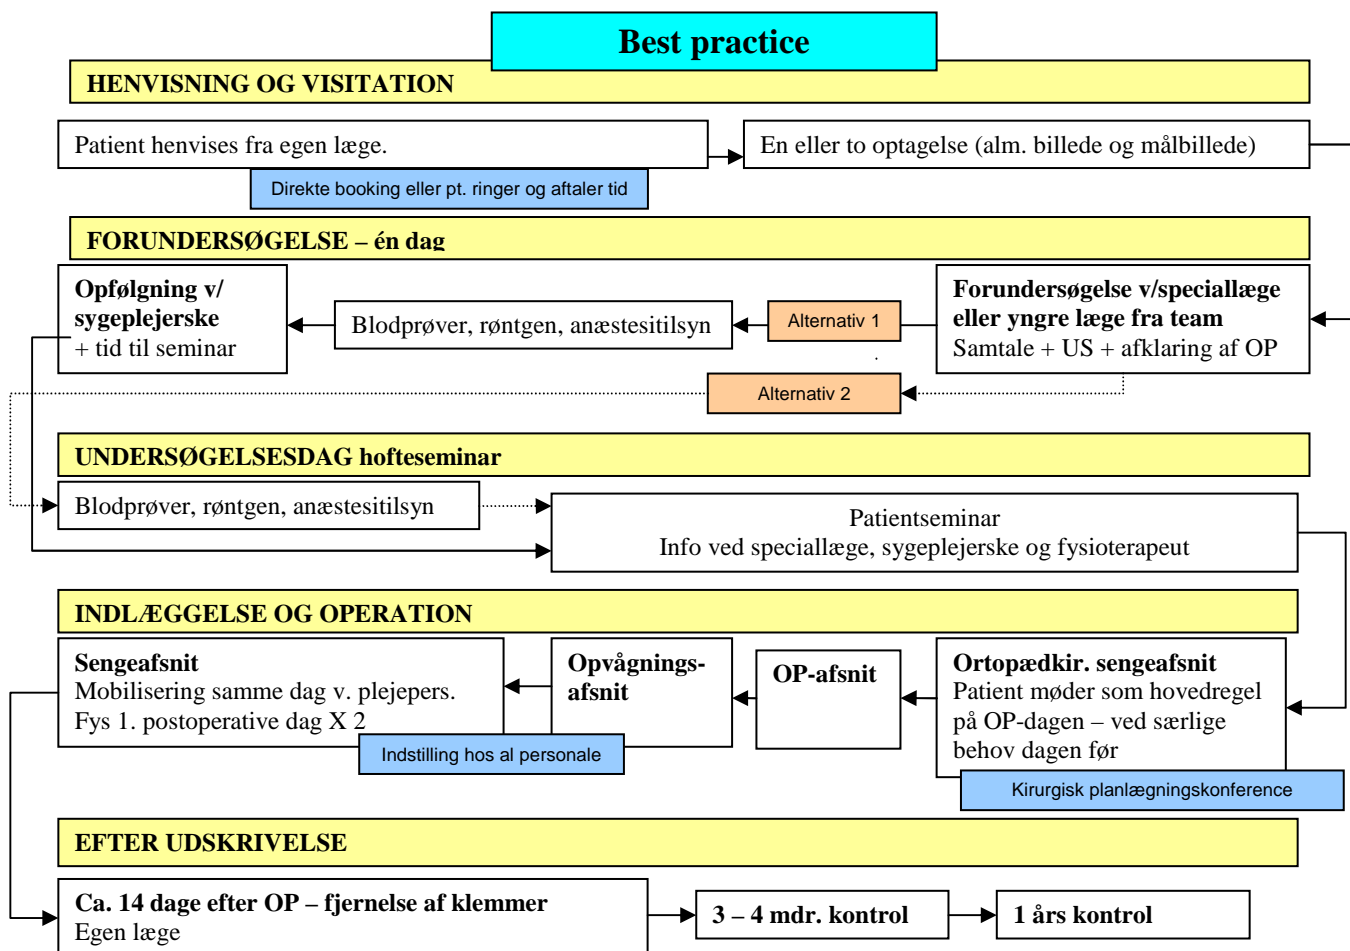 Best practice
HENVISNING OG VISITATION
Patient henvises fra egen læge.
En eller to optagelse (alm. billede og målbillede)
Direkte booking eller pt. ringer og aftaler tid
FORUNDERSØGELSE – én dag
Opfølgning v/
sygeplejerske
+ tid til seminar
Blodprøver, røntgen, anæstesitilsyn
Alternativ 1
Forundersøgelse v/speciallæge
eller yngre læge fra team
Samtale + US + afklaring af OP
Alternativ 2
UNDERSØGELSESDAG hofteseminar
Blodprøver, røntgen, anæstesitilsyn
Patientseminar
Info ved speciallæge, sygeplejerske og fysioterapeut
INDLÆGGELSE OG OPERATION
Sengeafsnit
Mobilisering samme dag v. plejepers.
Fys 1. postoperative dag X 2
Indstilling hos al personale
Opvågnings-
afsnit
OP-afsnit
Ortopædkir. sengeafsnit
Patient møder som hovedregel
på OP-dagen – ved særlige
behov dagen før
Kirurgisk planlægningskonference
EFTER UDSKRIVELSE
Ca. 14 dage efter OP – fjernelse af klemmer
Egen læge
3 – 4 mdr. kontrol
1 års kontrol